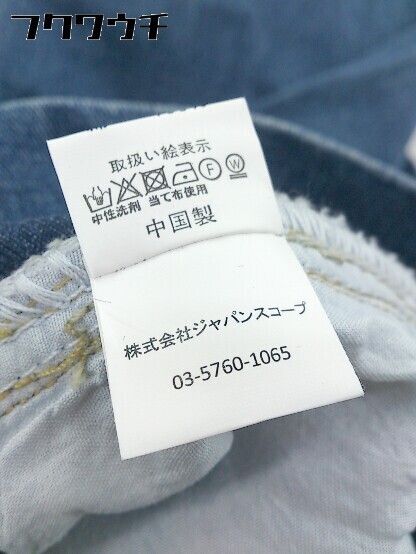 フクウクチ
取扱い絵表示
F W
中性洗剤 当て布使用
中国製
株式会社ジャパンスコープ
03-5760-1065